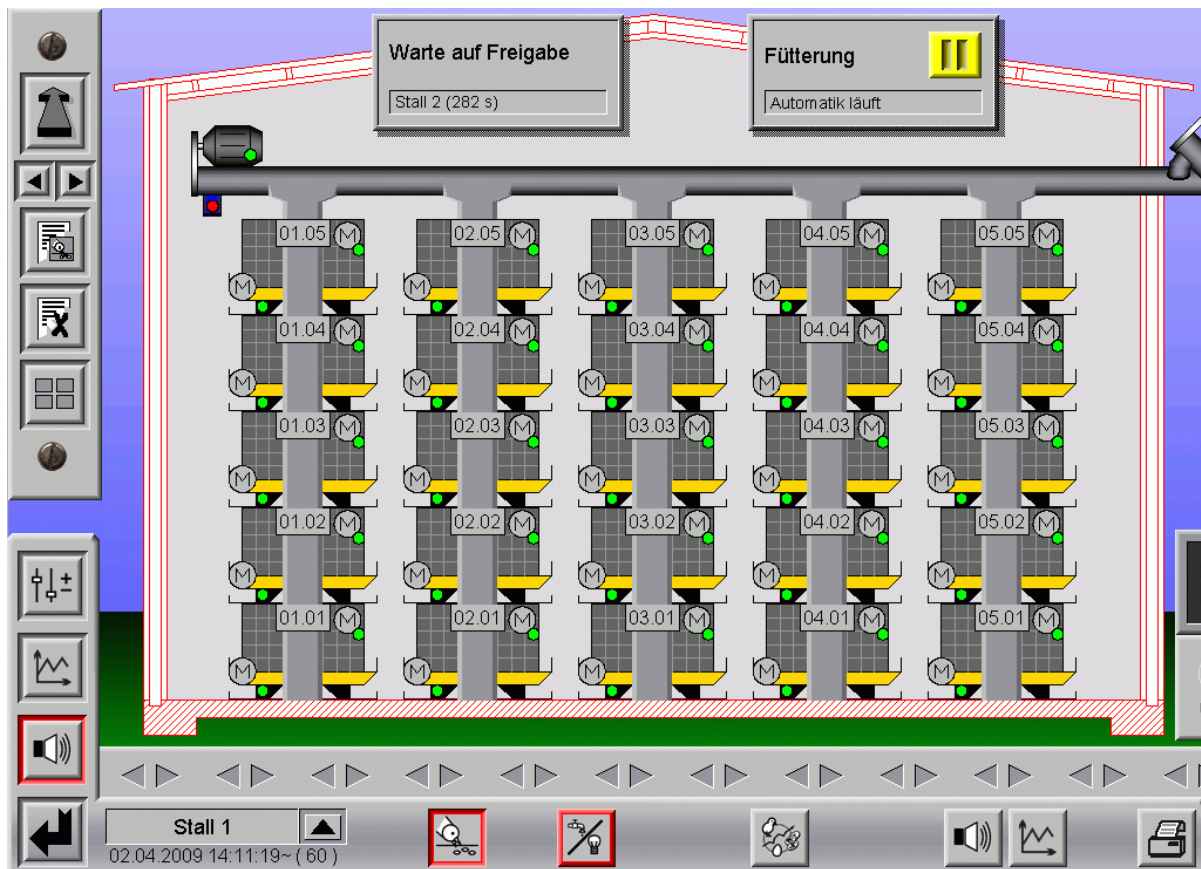 Warte auf Freigabe
Stall 2 (282 s)
Fütterung
Automatik läuft
01.05 M 02.05 M 03.05 M 04.05 M 05.05 M
M M M M M
01.04 M 02.04 M 03.04 M 04.04 M 05.04 M
M M M M M
01.03 M 02.03 M 03.03 M 04.03 M 05.03 M
M M M M M
01.02 M 02.02 M 03.02 M 04.02 M 05.02 M
M M M M M
01.01 M 02.01 M 03.01 M 04.01 M 05.01 M
M M M M M
Stall 1
02.04.2009 14:11:19~ ( 60 )